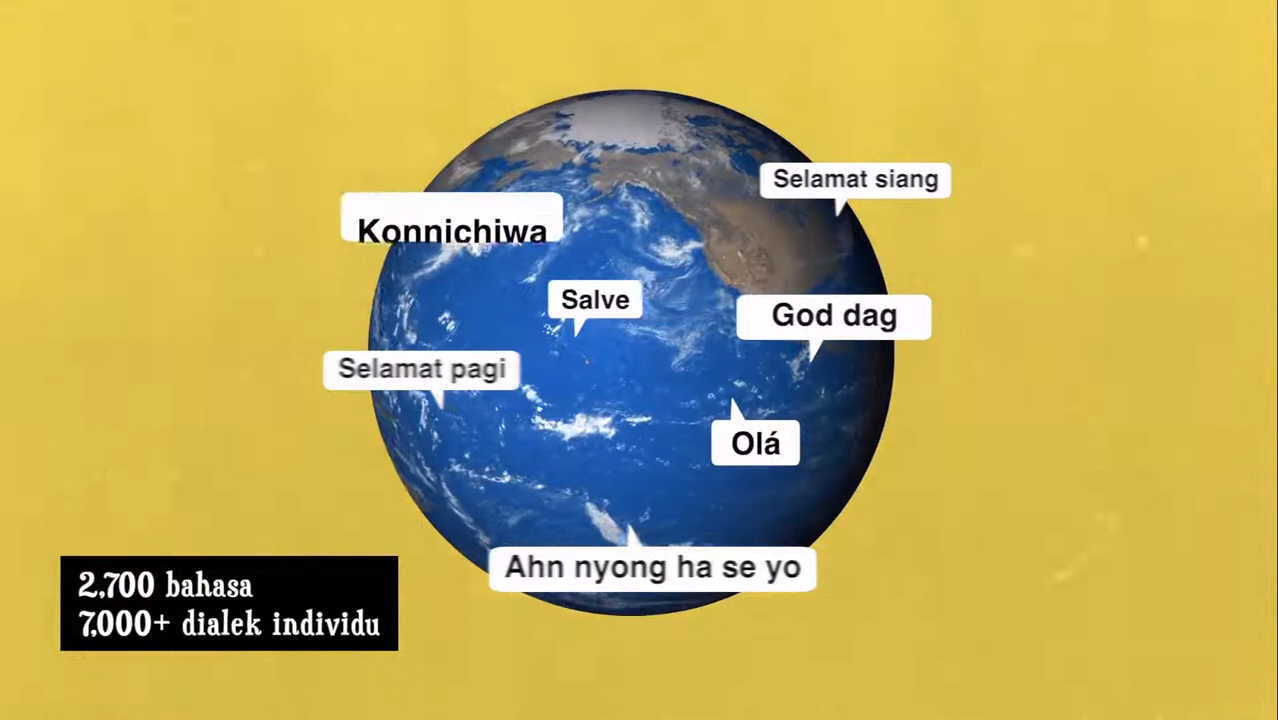 Selamat siang
Konnichiwa
Salve
God dag
Selamat pagi
Olá
Ahn nyong ha se yo
2,700 bahasa
7,000+ dialek individu